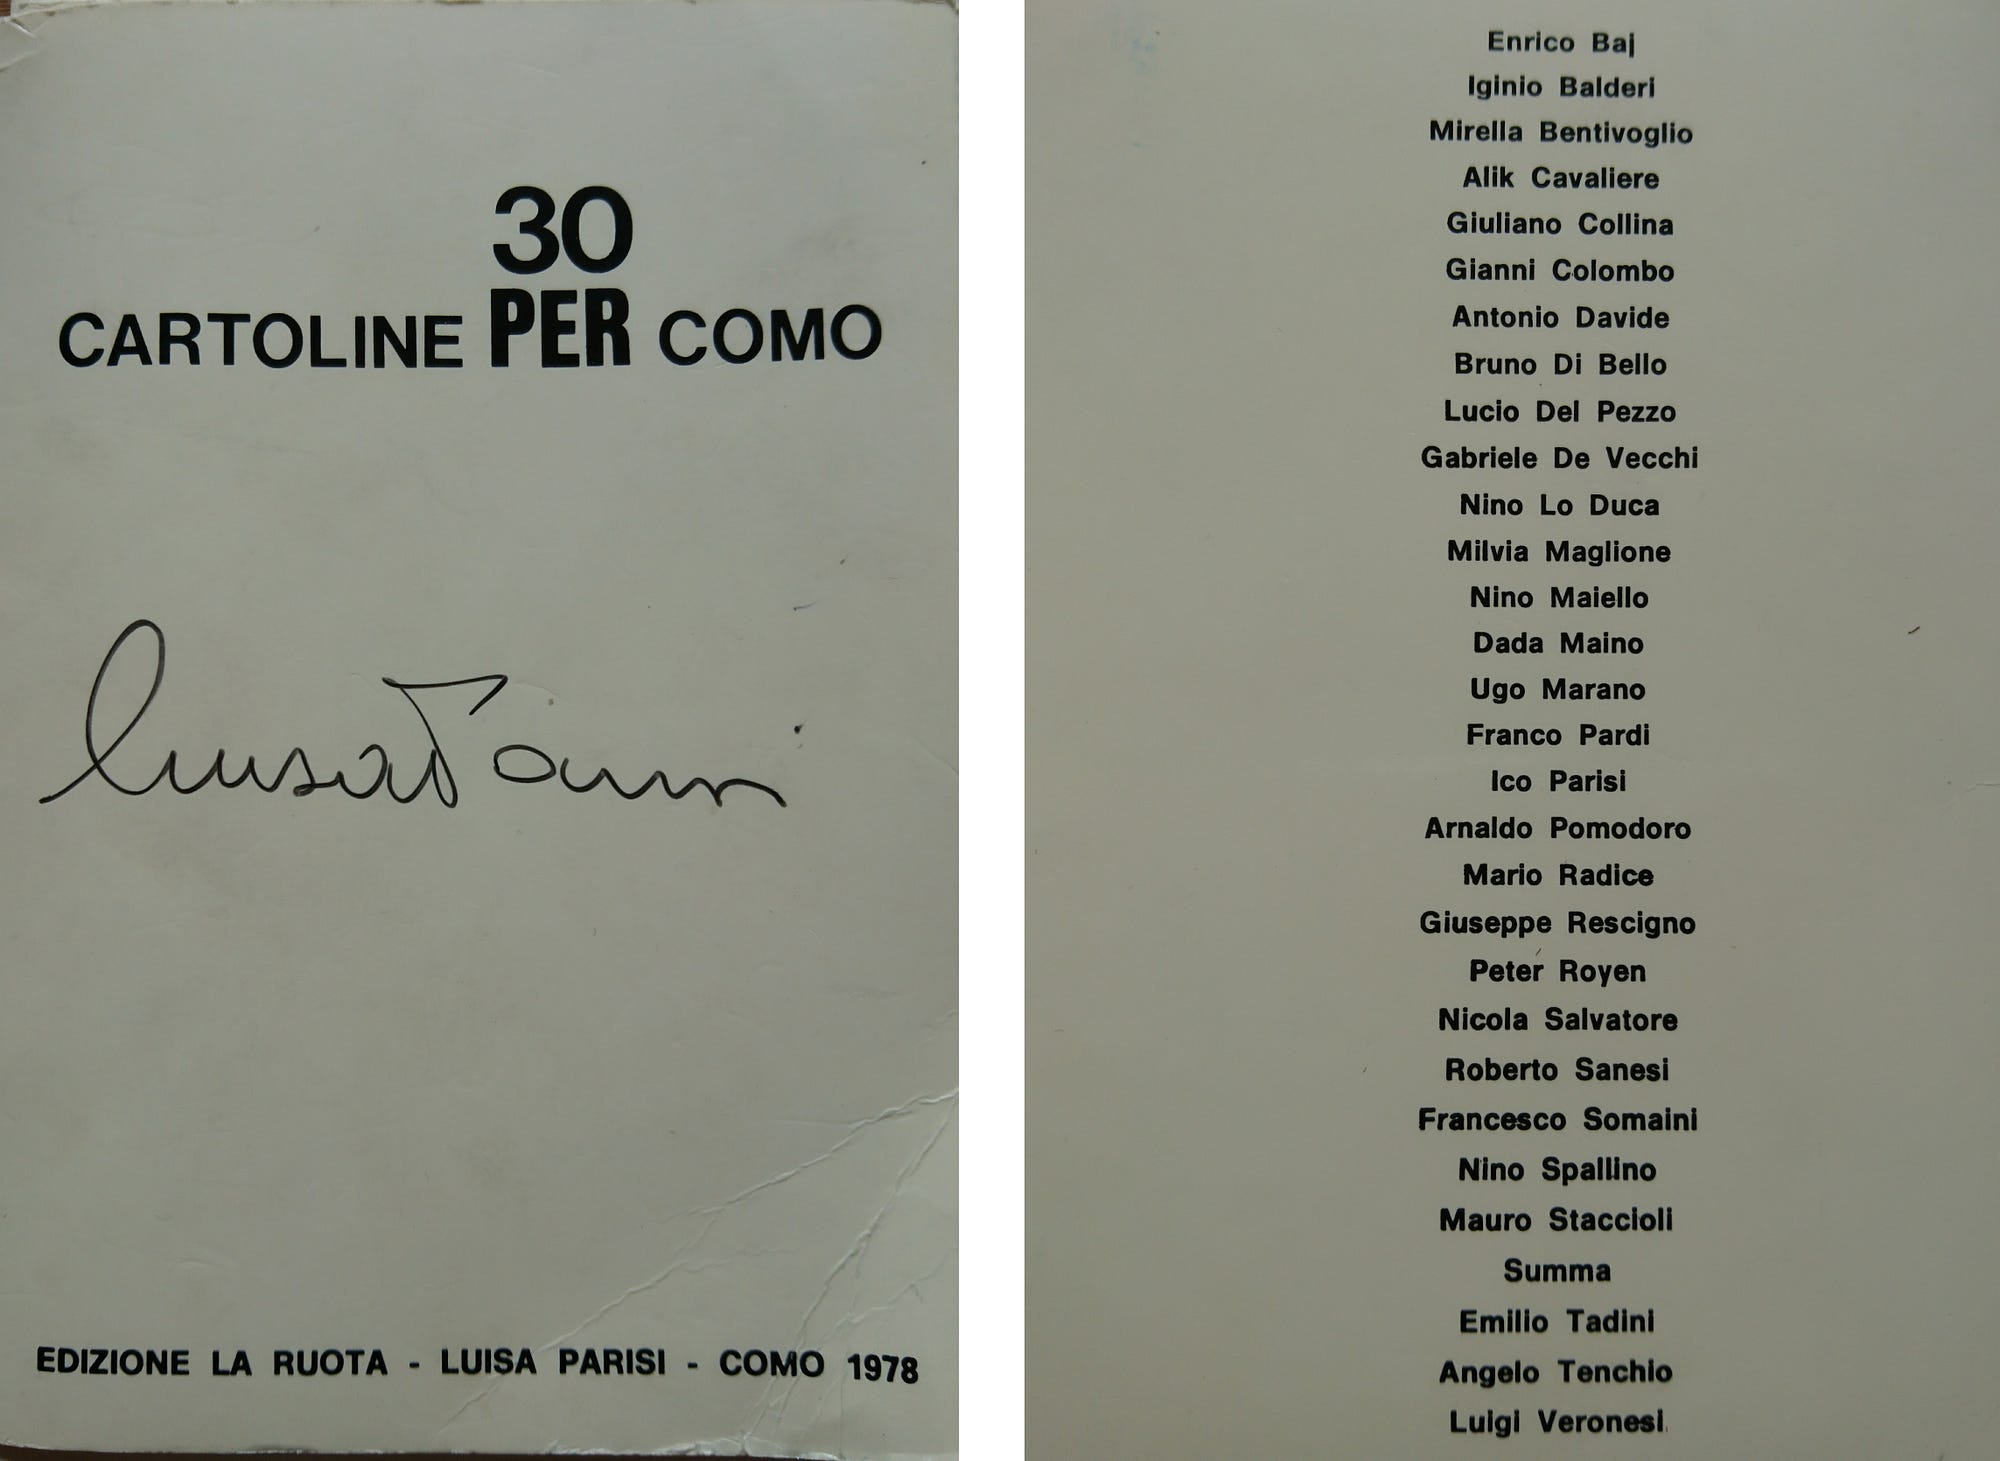 30
CARTOLINE PER COMO
Luisa Parisi
EDIZIONE LA RUOTA - LUISA PARISI - COMO 1978
Enrico Baj
Iginio Balderi
Mirella Bentivoglio
Alik Cavaliere
Giuliano Collina
Gianni Colombo
Antonio Davide
Bruno Di Bello
Lucio Del Pezzo
Gabriele De Vecchi
Nino Lo Duca
Milvia Maglione
Nino Maiello
Dada Maino
Ugo Marano
Franco Pardi
Ico Parisi
Arnaldo Pomodoro
Mario Radice
Giuseppe Rescigno
Peter Royen
Nicola Salvatore
Roberto Sanesi
Francesco Somaini
Nino Spallino
Mauro Staccioli
Summa
Emilio Tadini
Angelo Tenchio
Luigi Veronesi